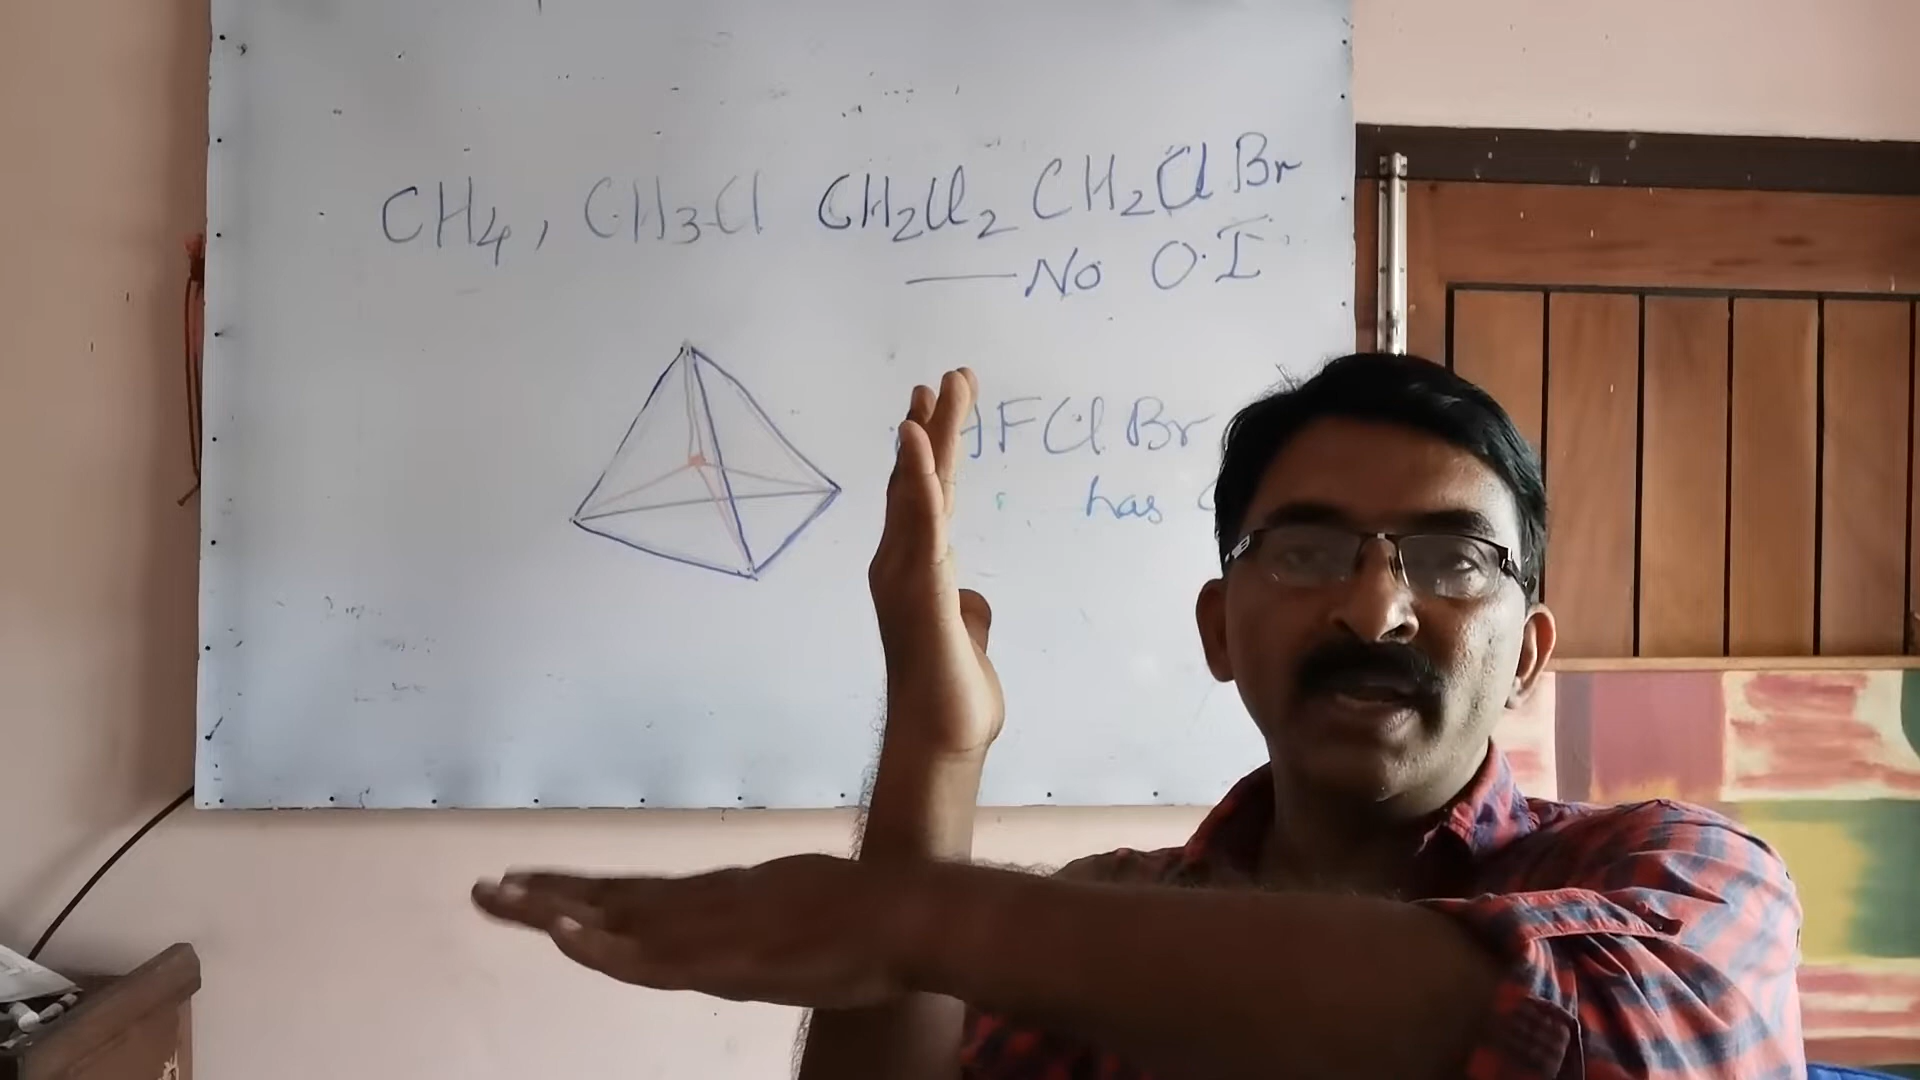 CH₄, CH₃Cl CH₂Cl₂ CH₂ClBr
— No O.I
FClBr
has